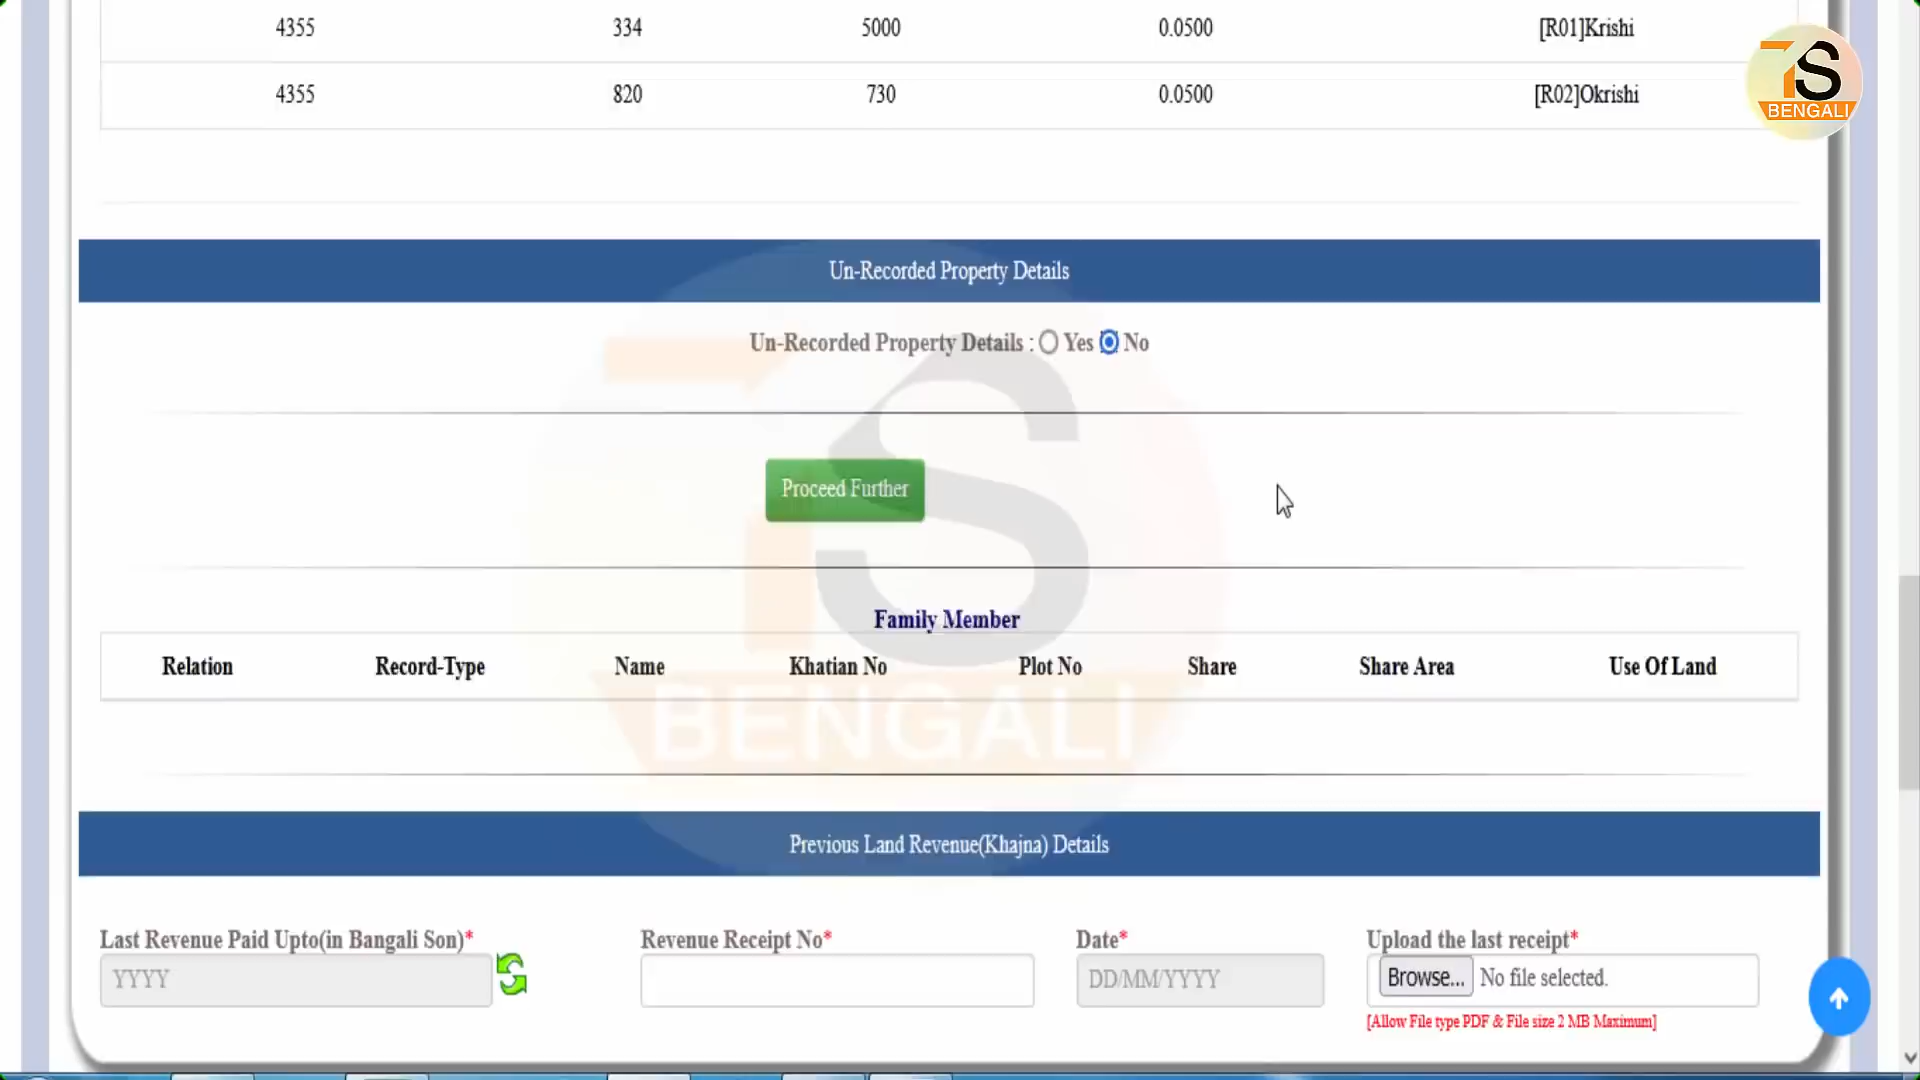 4355 334 5000 0.0500 [R01]Krishi
4355 820 730 0.0500 [R02]Okrishi
7S
BENGALI
Un-Recorded Property Details
Un-Recorded Property Details : Yes No
Proceed Further
Family Member
Relation Record-Type Name Khatian No Plot No Share Share Area Use Of Land
7S
BENGALI
Previous Land Revenue(Khajna) Details
Last Revenue Paid Upto(in Bangali Son)* Revenue Receipt No* Date* Upload the last receipt*
YYYY DD/MM/YYYY Browse... No file selected.
[Allow File type PDF & File size 2 MB Maximum]